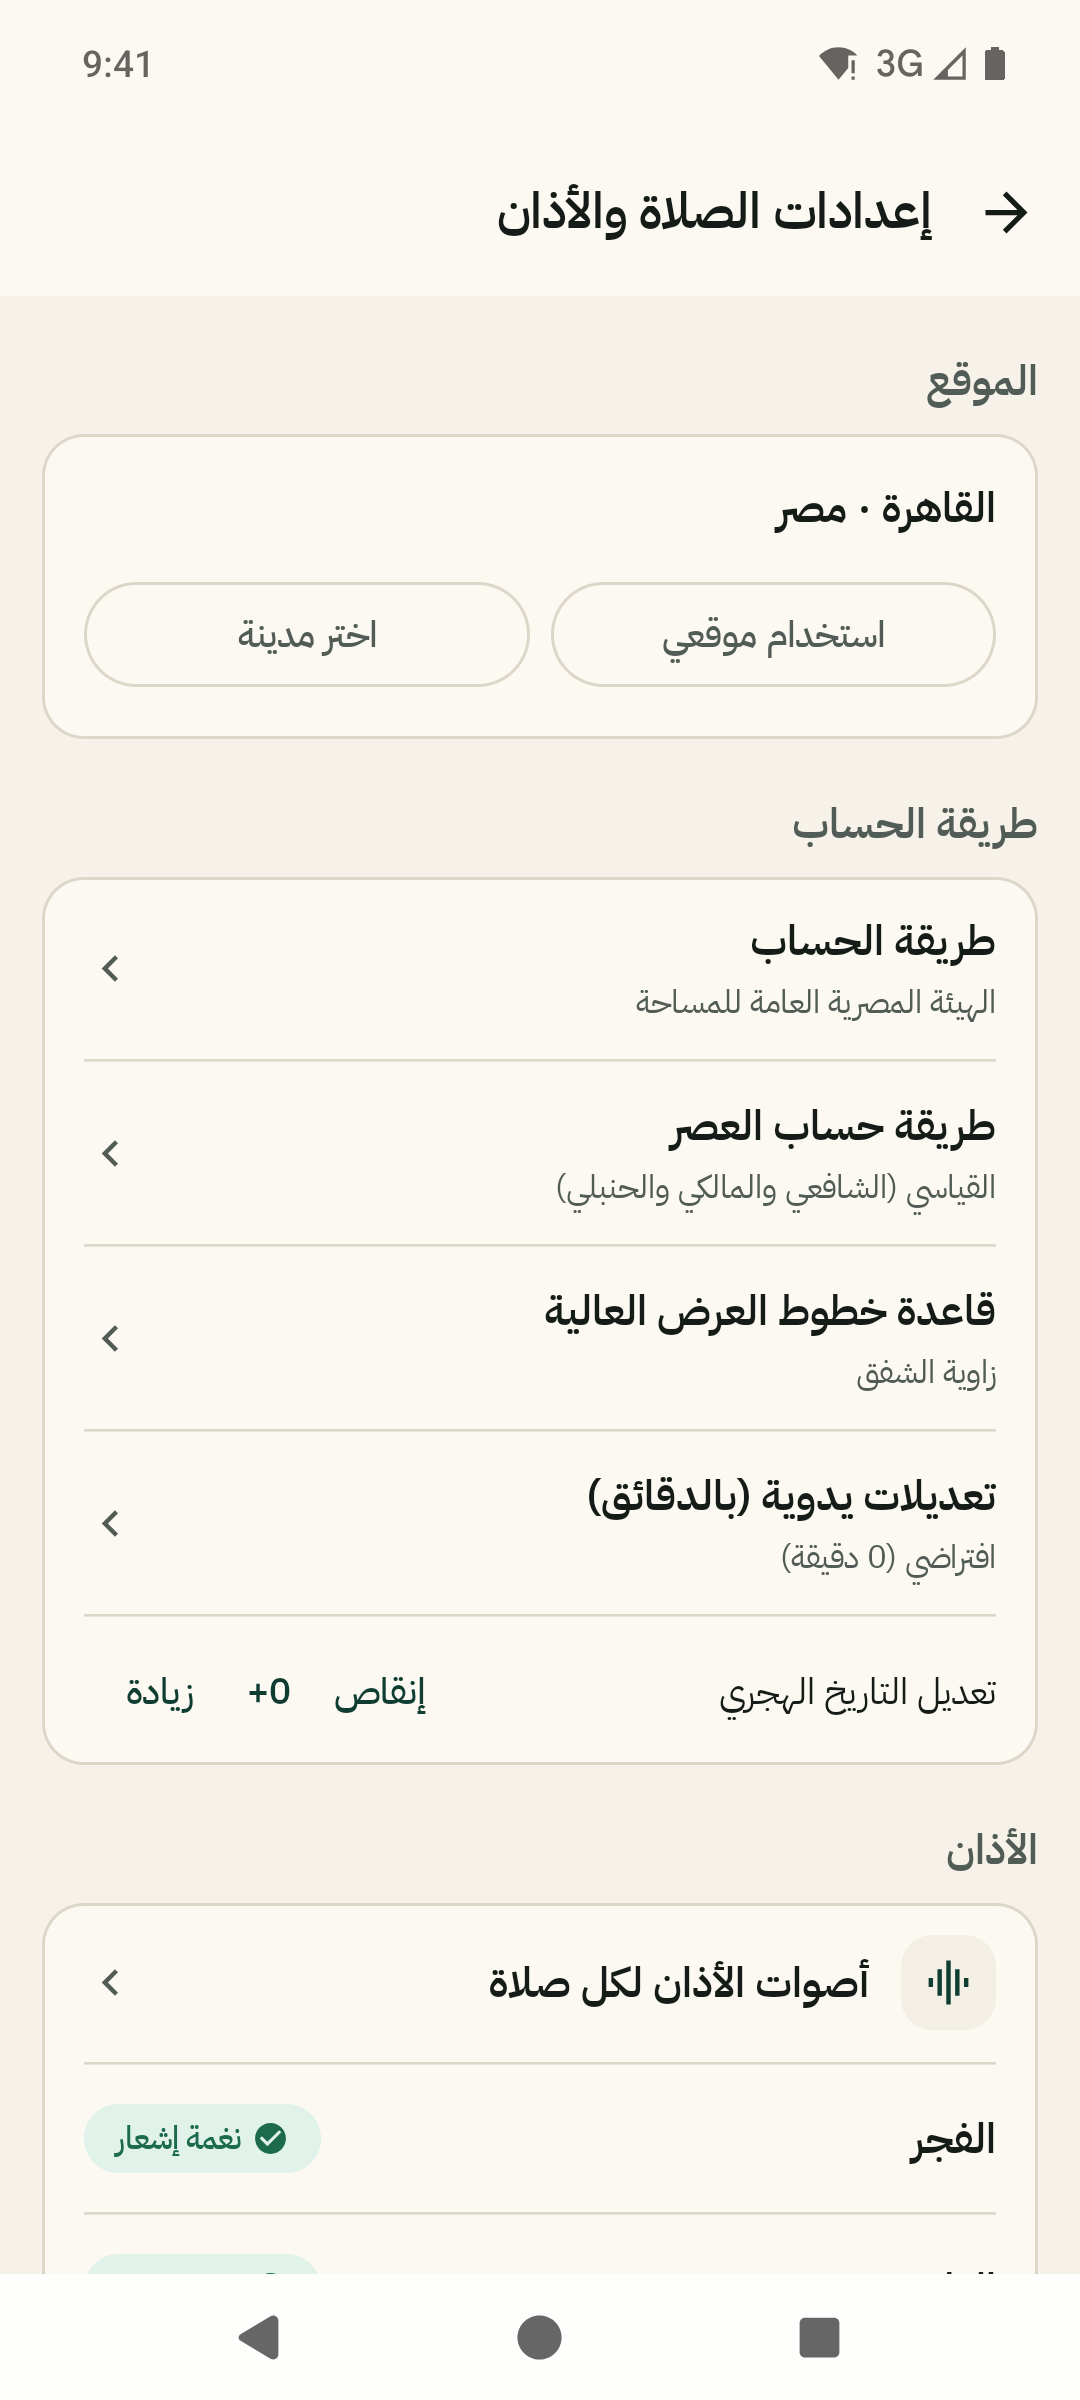 9:41
3G
إعدادات الصلاة والأذان
الموقع
القاهرة · مصر
استخدام موقعي
اختر مدينة
طريقة الحساب
طريقة الحساب
الهيئة المصرية العامة للمساحة
طريقة حساب العصر
القياسي (الشافعي والمالكي والحنبلي)
قاعدة خطوط العرض العالية
زاوية الشفق
تعديلات يدوية (بالدقائق)
افتراضي (0 دقيقة)
تعديل التاريخ الهجري
إنقاص
+0
زيادة
الأذان
أصوات الأذان لكل صلاة
الفجر
نغمة إشعار